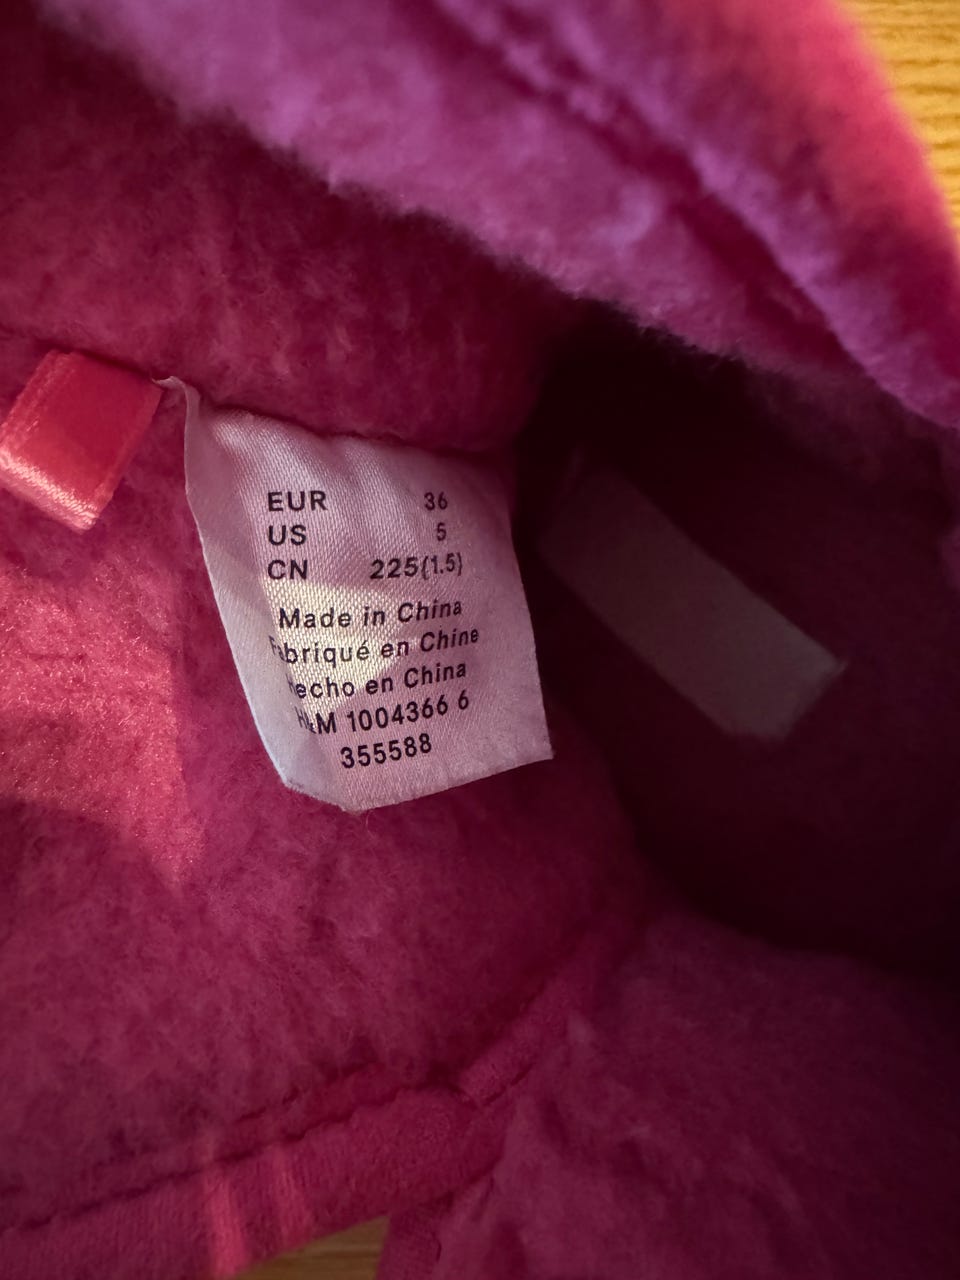 EUR 36
US 5
CN 225(1.5)
Made in China
Fabriqué en Chine
Hecho en China
H&M 1004366 6
355588